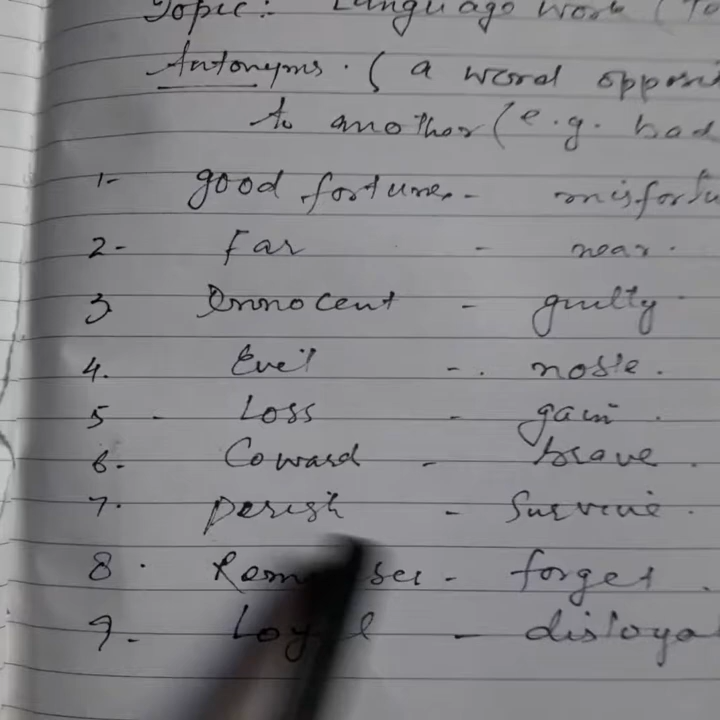 Topic: Language work (To
Antonyms. (a word opposi
to another (e.g. bad
1- good fortune - misfortu
2- far - near.
3 Innocent - guilty
4. Evil - noble.
5 - Loss - gain.
6. Coward - brave.
7. perish - Survive.
8. - forget.
9. Loyal - disloya